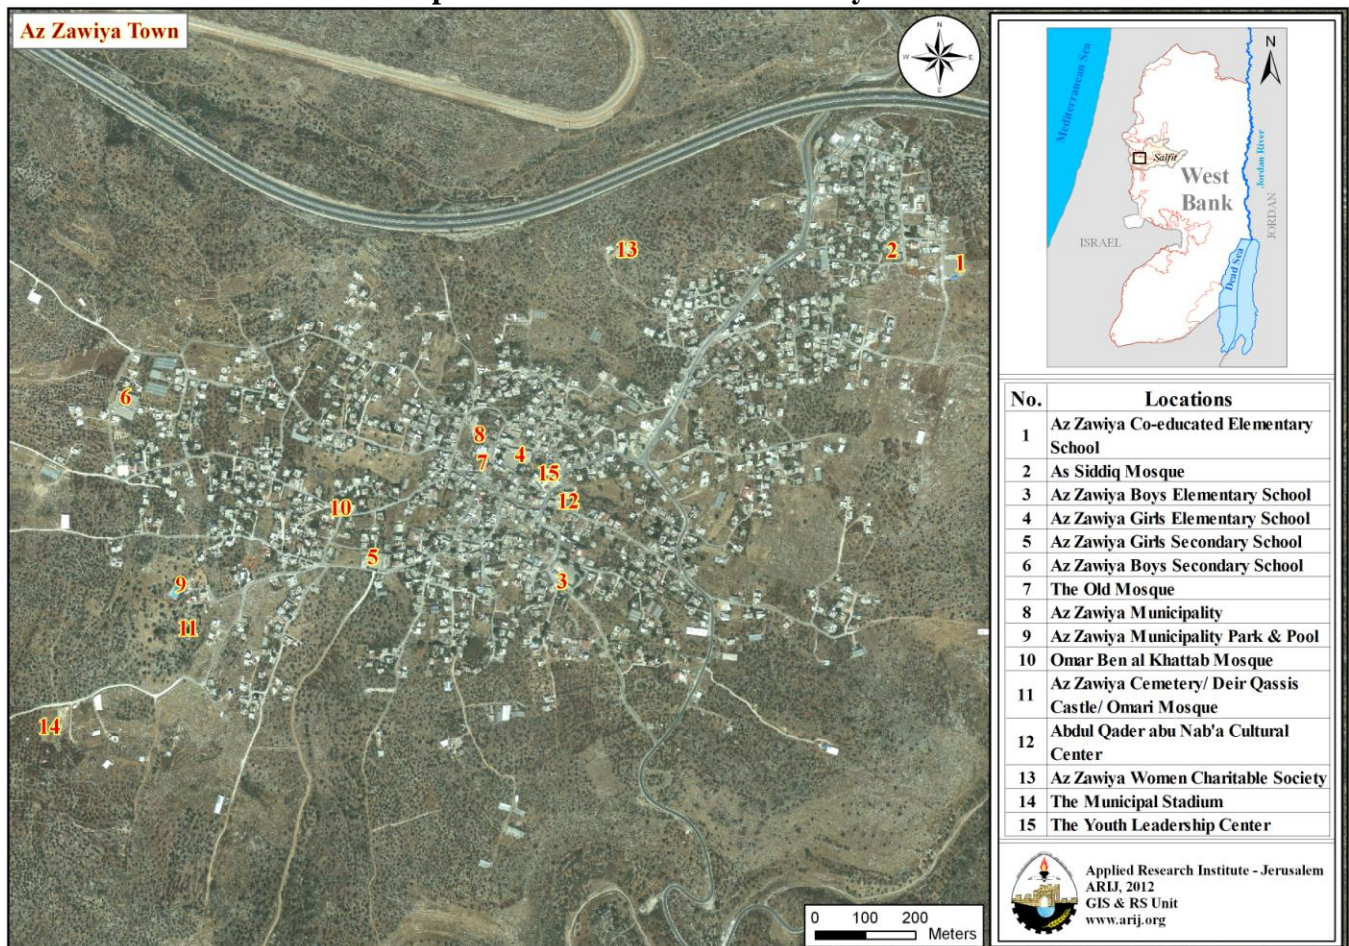 Az Zawiya Town
N
W
E
S
13
2
1
6
8
7
4
15
12
10
5
3
9
11
14
0 100 200
Meters
N
Mediterranean Sea
Salfit
West
Bank
Jordan River
JORDAN
ISRAEL
Dead Sea
No. Locations
1 Az Zawiya Co-educated Elementary
School
2 As Siddiq Mosque
3 Az Zawiya Boys Elementary School
4 Az Zawiya Girls Elementary School
5 Az Zawiya Girls Secondary School
6 Az Zawiya Boys Secondary School
7 The Old Mosque
8 Az Zawiya Municipality
9 Az Zawiya Municipality Park & Pool
10 Omar Ben al Khattab Mosque
11 Az Zawiya Cemetery/ Deir Qassis
Castle/ Omari Mosque
12 Abdul Qader abu Nab'a Cultural
Center
13 Az Zawiya Women Charitable Society
14 The Municipal Stadium
15 The Youth Leadership Center
Applied Research Institute - Jerusalem
ARIJ, 2012
GIS & RS Unit
www.arij.org